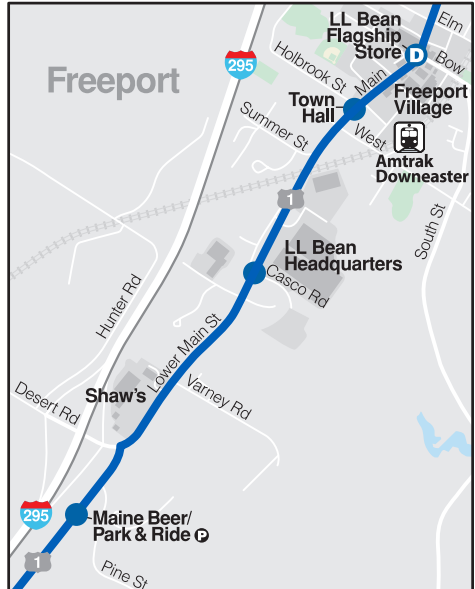 Elm
LL Bean
Flagship
Store
D
Bow
Main
Holbrook St
295
Freeport
Town
Hall
Freeport
Village
West
Summer St
Amtrak
Downeaster
South St
1
LL Bean
Headquarters
Casco Rd
Hunter Rd
Lower Main St
Shaw's
Varney Rd
Desert Rd
295
Maine Beer/
Park & Ride P
1
Pine St